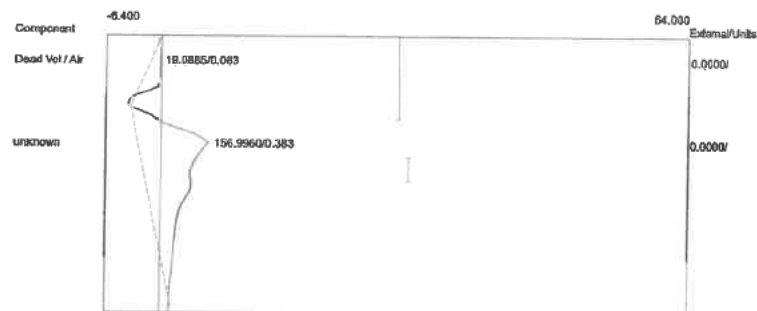 -6.400 64.000
Component External/Units
Dead Vol / Air 19.0885/0.083 0.0000/
unknown 156.9960/0.383 0.0000/